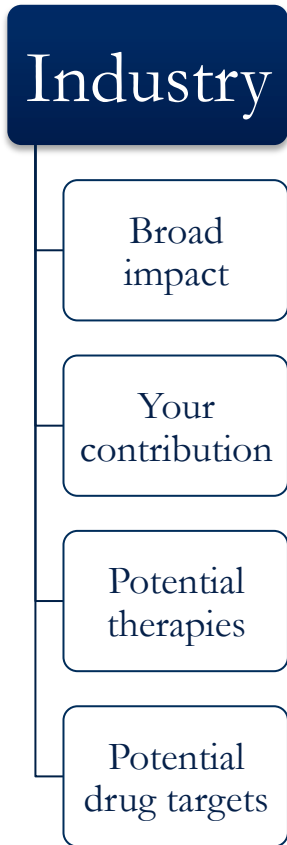 Industry
Broad
impact
Your
contribution
Potential
therapies
Potential
drug targets